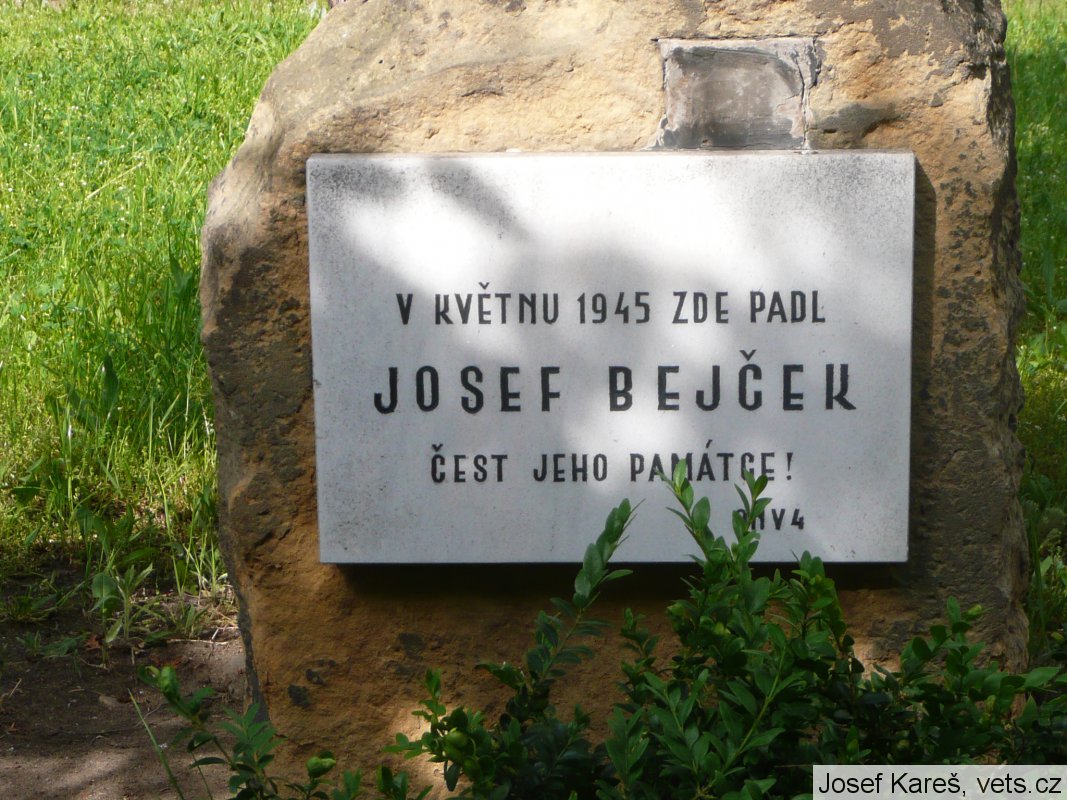 V KVĚTNU 1945 ZDE PADL
JOSEF BEJČEK
ČEST JEHO PAMÁTCE!
Josef Kareš, vets.cz